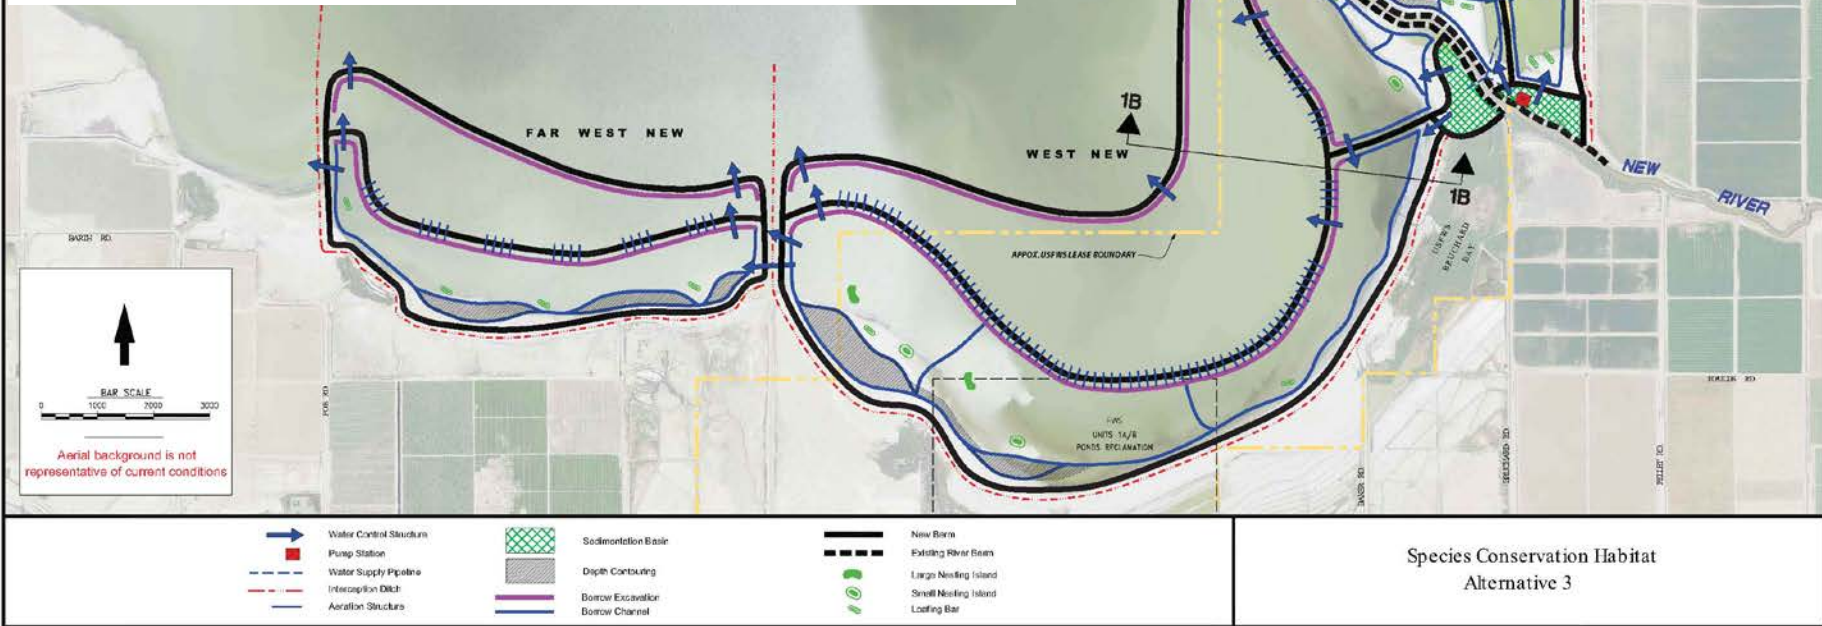 1B
FAR WEST NEW
WEST NEW
NEW
RIVER
1B
USFWS
BRUCHARD
BAY
APPROX. USFWS LEASE BOUNDARY
BAR SCALE
0 1000 2000 3000
Aerial background is not
representative of current conditions
FWS
UNITS 1A/B
PONDS RECLANATION
Water Control Structure
Pump Station
Water Supply Pipeline
Interception Ditch
Aeration Structure
Sedimentation Basin
Depth Contouring
Borrow Excavation
Borrow Channel
New Berm
Existing River Berm
Large Nesting Island
Small Nesting Island
Loafing Bar
Species Conservation Habitat
Alternative 3